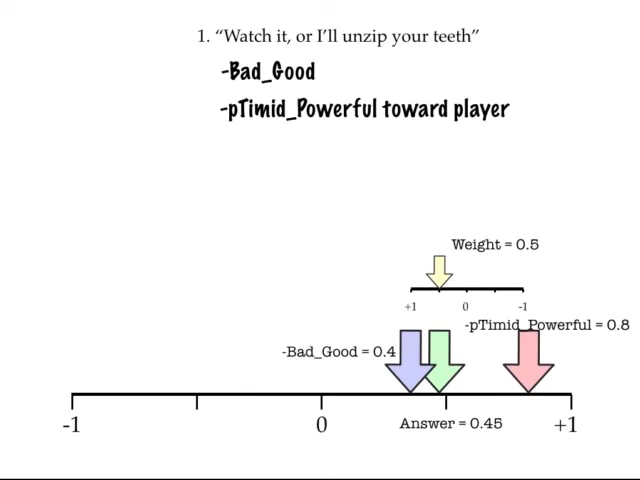 1. “Watch it, or I’ll unzip your teeth”
-Bad_Good
-pTimid_Powerful toward player
Weight = 0.5
+1 0 -1
-pTimid_Powerful = 0.8
-Bad_Good = 0.4
-1 0 +1
Answer = 0.45